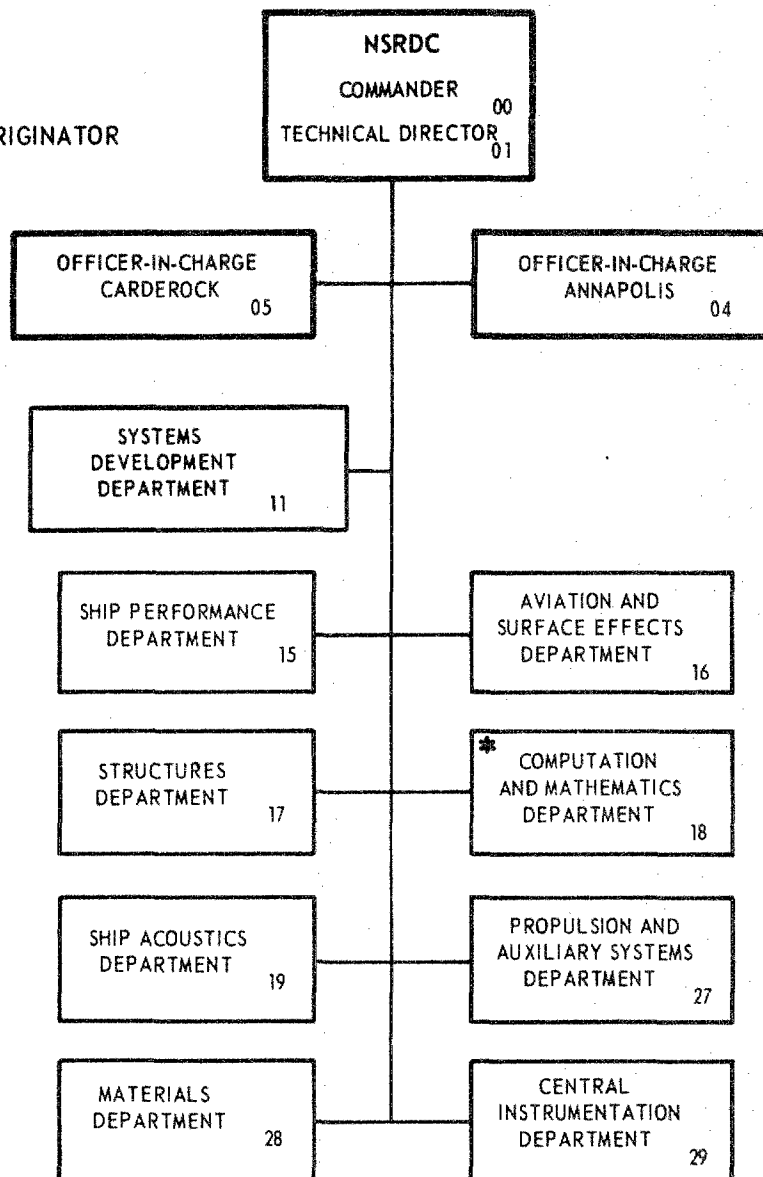 NSRDC
COMMANDER
00
TECHNICAL DIRECTOR
01
RIGINATOR
OFFICER-IN-CHARGE
CARDEROCK
05
OFFICER-IN-CHARGE
ANNAPOLIS
04
SYSTEMS
DEVELOPMENT
DEPARTMENT
11
SHIP PERFORMANCE
DEPARTMENT
15
AVIATION AND
SURFACE EFFECTS
DEPARTMENT
16
STRUCTURES
DEPARTMENT
17
*
COMPUTATION
AND MATHEMATICS
DEPARTMENT
18
SHIP ACOUSTICS
DEPARTMENT
19
PROPULSION AND
AUXILIARY SYSTEMS
DEPARTMENT
27
MATERIALS
DEPARTMENT
28
CENTRAL
INSTRUMENTATION
DEPARTMENT
29